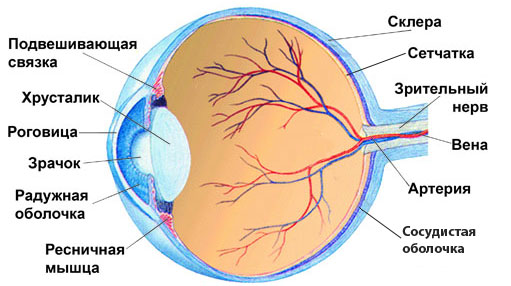 Подвешивающая
связка
Хрусталик
Роговица
Зрачок
Радужная
оболочка
Ресничная
мышца
Склера
Сетчатка
Зрительный
нерв
Вена
Артерия
Сосудистая
оболочка